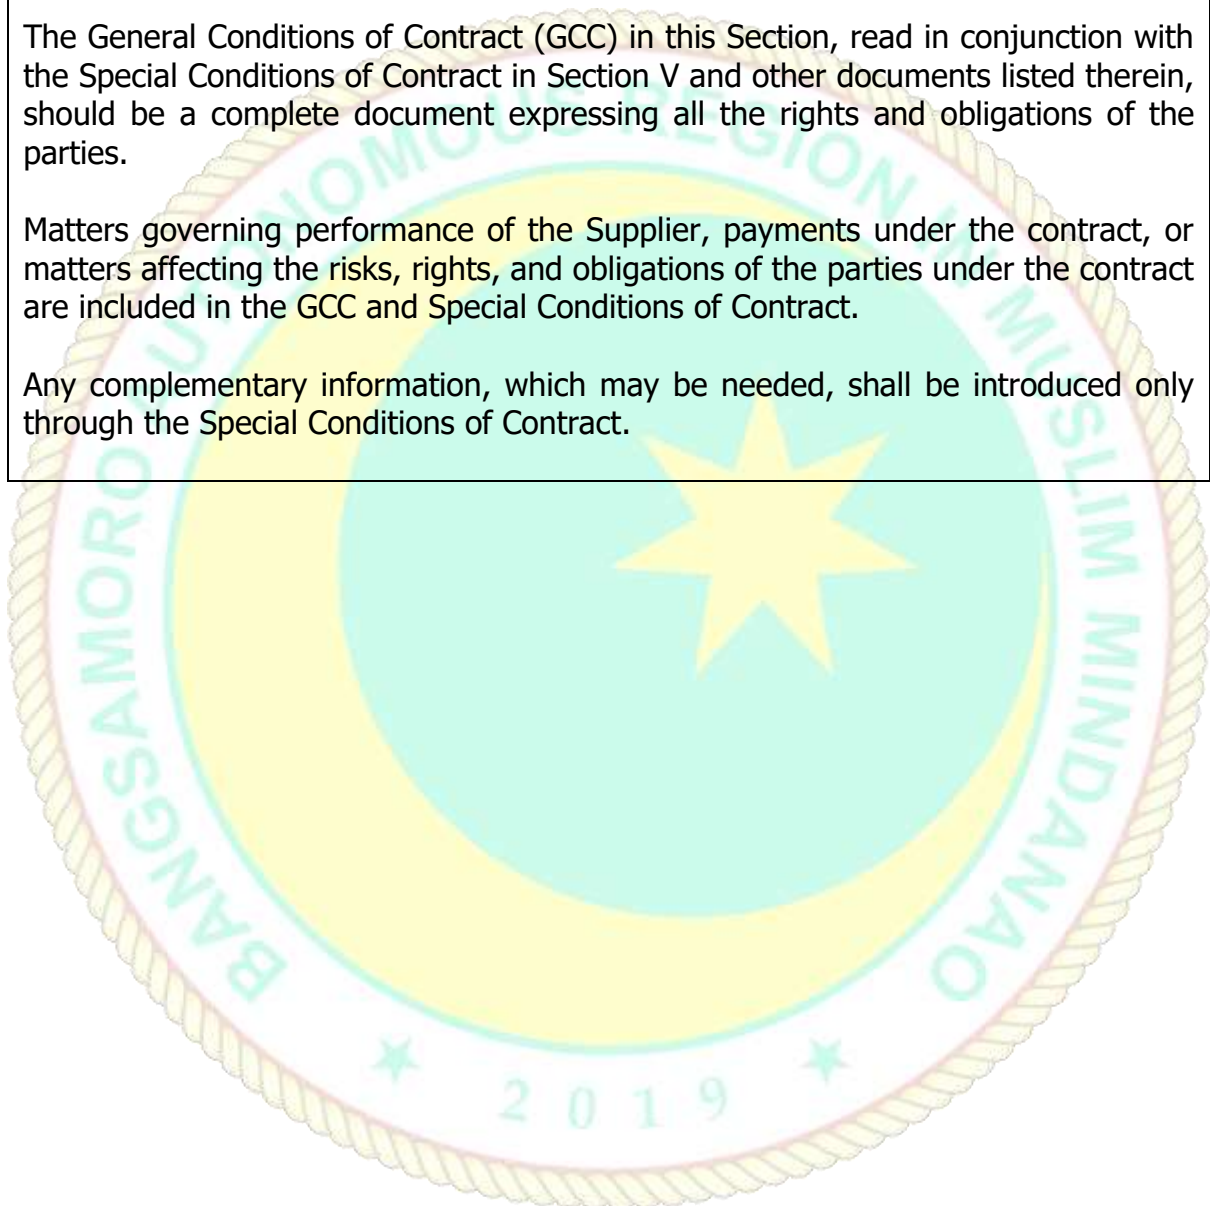 The General Conditions of Contract (GCC) in this Section, read in conjunction with
the Special Conditions of Contract in Section V and other documents listed therein,
should be a complete document expressing all the rights and obligations of the
parties.
Matters governing performance of the Supplier, payments under the contract, or
matters affecting the risks, rights, and obligations of the parties under the contract
are included in the GCC and Special Conditions of Contract.
Any complementary information, which may be needed, shall be introduced only
through the Special Conditions of Contract.
BANGSAMORO AUTONOMOUS REGION IN MUSLIM MINDANAO
2019